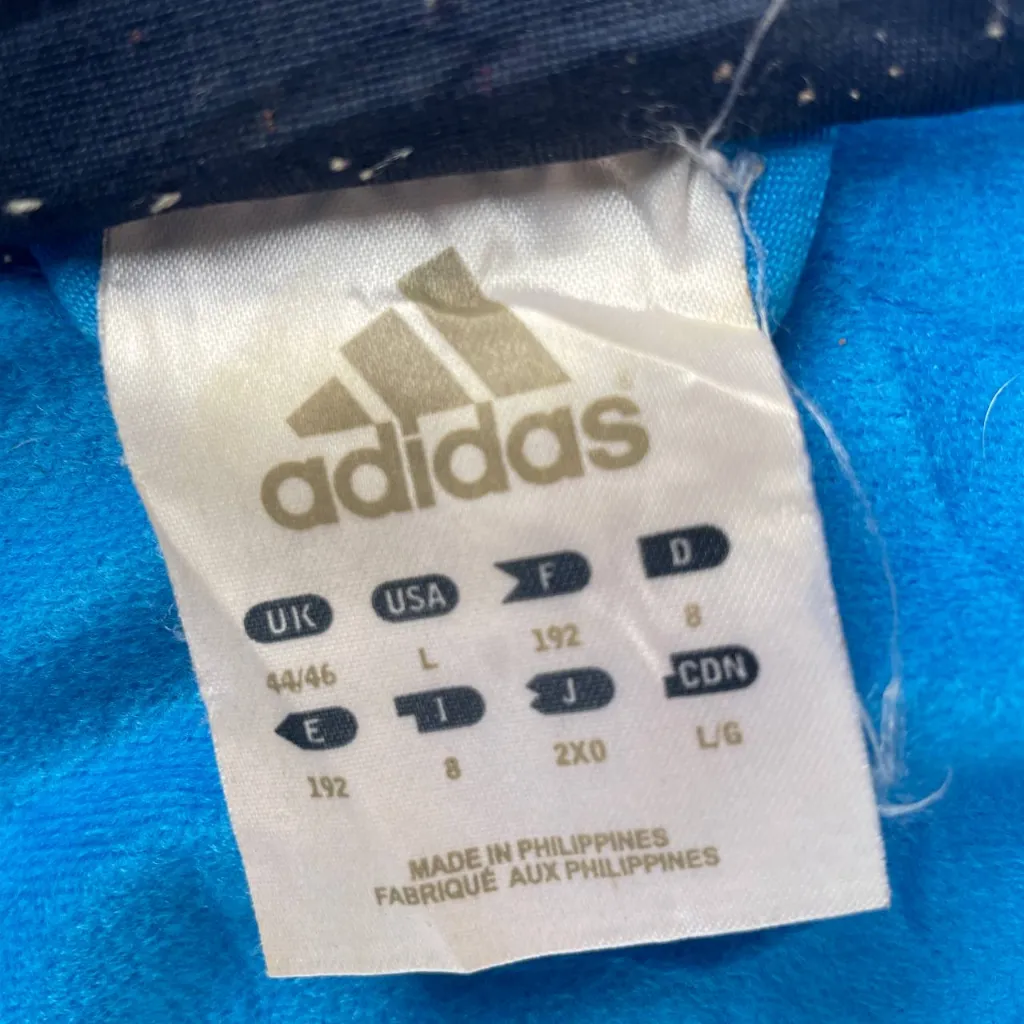 adidas
UK USA F D
44/46 L 192 8
E I J CDN
192 8 2X0 L/G
MADE IN PHILIPPINES
FABRIQUÉ AUX PHILIPPINES